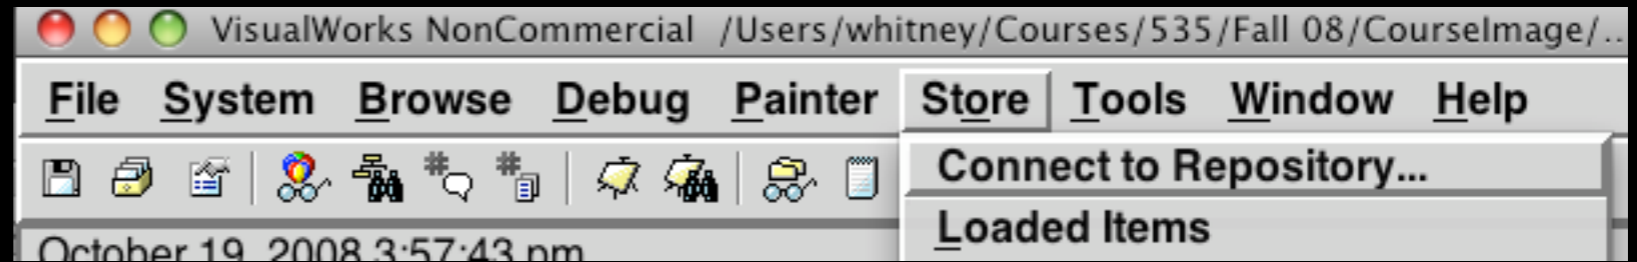 VisualWorks NonCommercial /Users/whitney/Courses/535/Fall 08/CourseImage/...
File System Browse Debug Painter Store Tools Window Help
Connect to Repository...
Loaded Items
October 19, 2008 3:57:43 pm